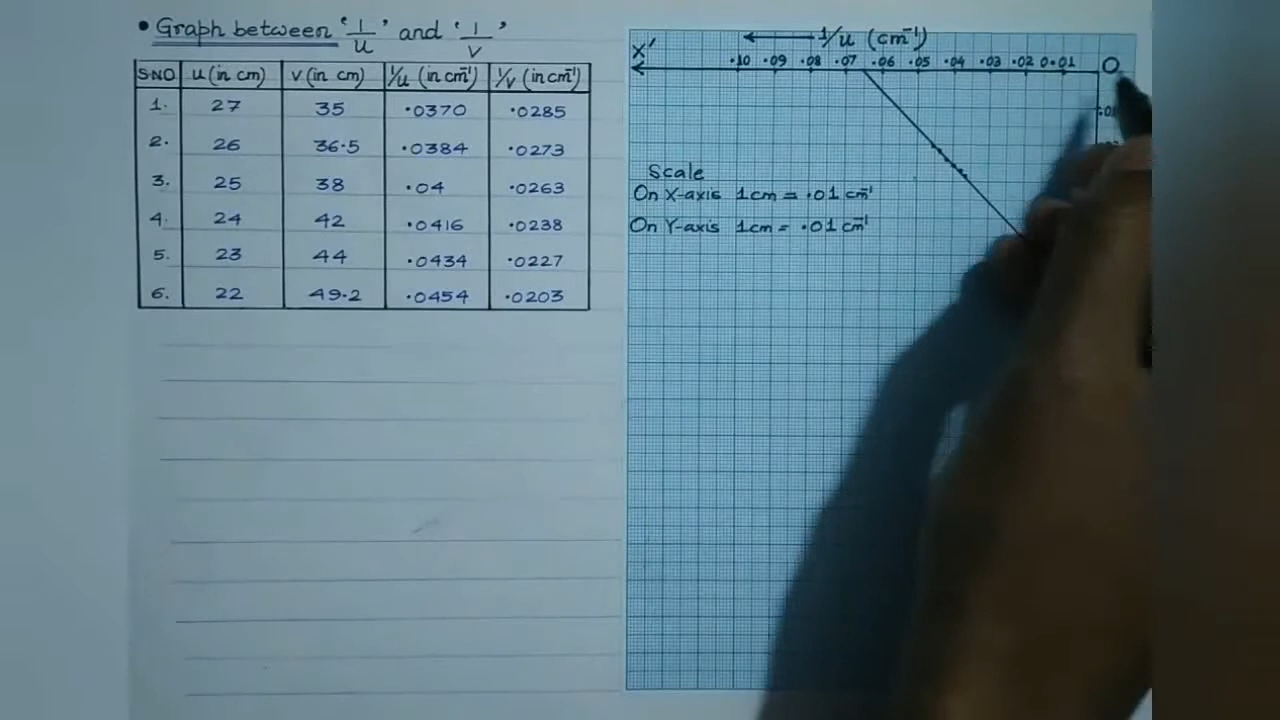 • Graph between '1/u' and '1/v'
S.NO u (in cm) v (in cm) 1/u (in cm⁻¹) 1/v (in cm⁻¹)
1. 27 35 .0370 .0285
2. 26 36.5 .0384 .0273
3. 25 38 .04 .0263
4. 24 42 .0416 .0238
5. 23 44 .0434 .0227
6. 22 49.2 .0454 .0203
1/u (cm⁻¹)
X'
.10 .09 .08 .07 .06 .05 .04 .03 .02 0.01 O
Scale
On X-axis 1cm = .01 cm⁻¹
On Y-axis 1cm = .01 cm⁻¹